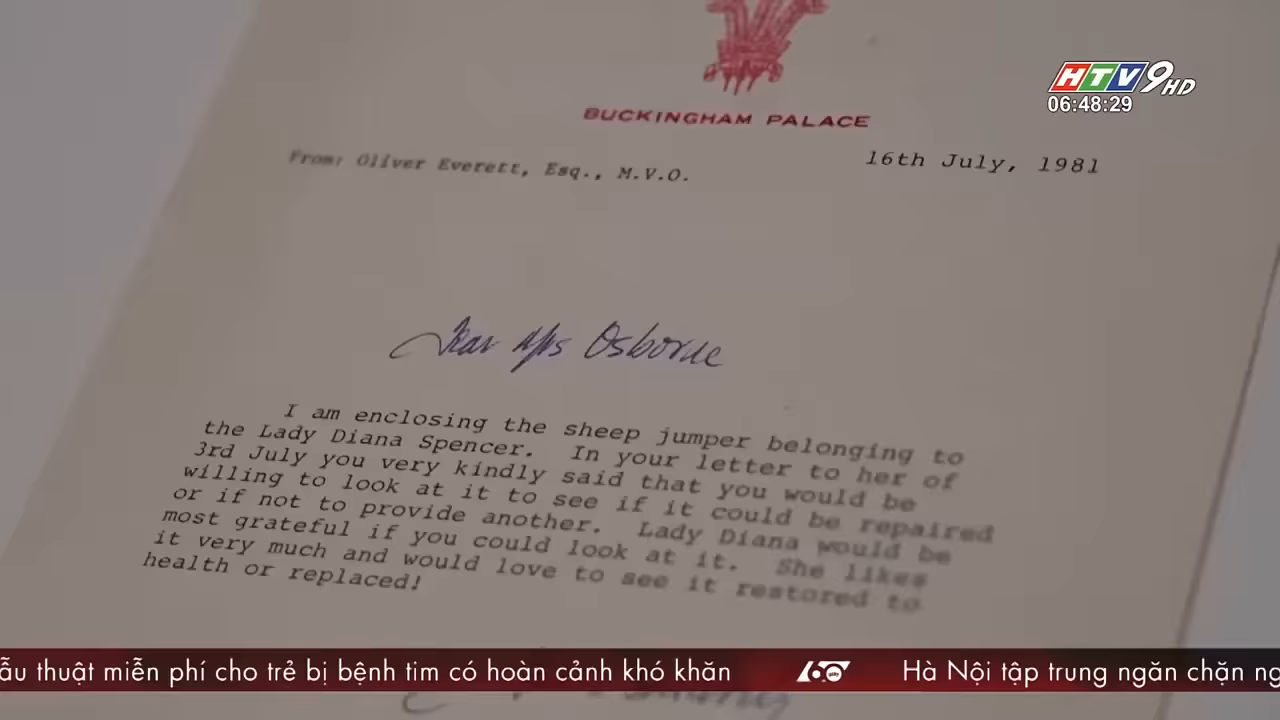 HTV9 HD
06:48:29
BUCKINGHAM PALACE
From: Oliver Everett, Esq., M.V.O.
16th July, 1981
Dear Mrs Osborne
I am enclosing the sheep jumper belonging to
the Lady Diana Spencer. In your letter to her of
3rd July you very kindly said that you would be
willing to look at it to see if it could be repaired
or if not to provide another. Lady Diana would be
most grateful if you could look at it. She likes
it very much and would love to see it restored to
health or replaced!
ẫu thuật miễn phí cho trẻ bị bệnh tim có hoàn cảnh khó khăn
60
Hà Nội tập trung ngăn chặn ng